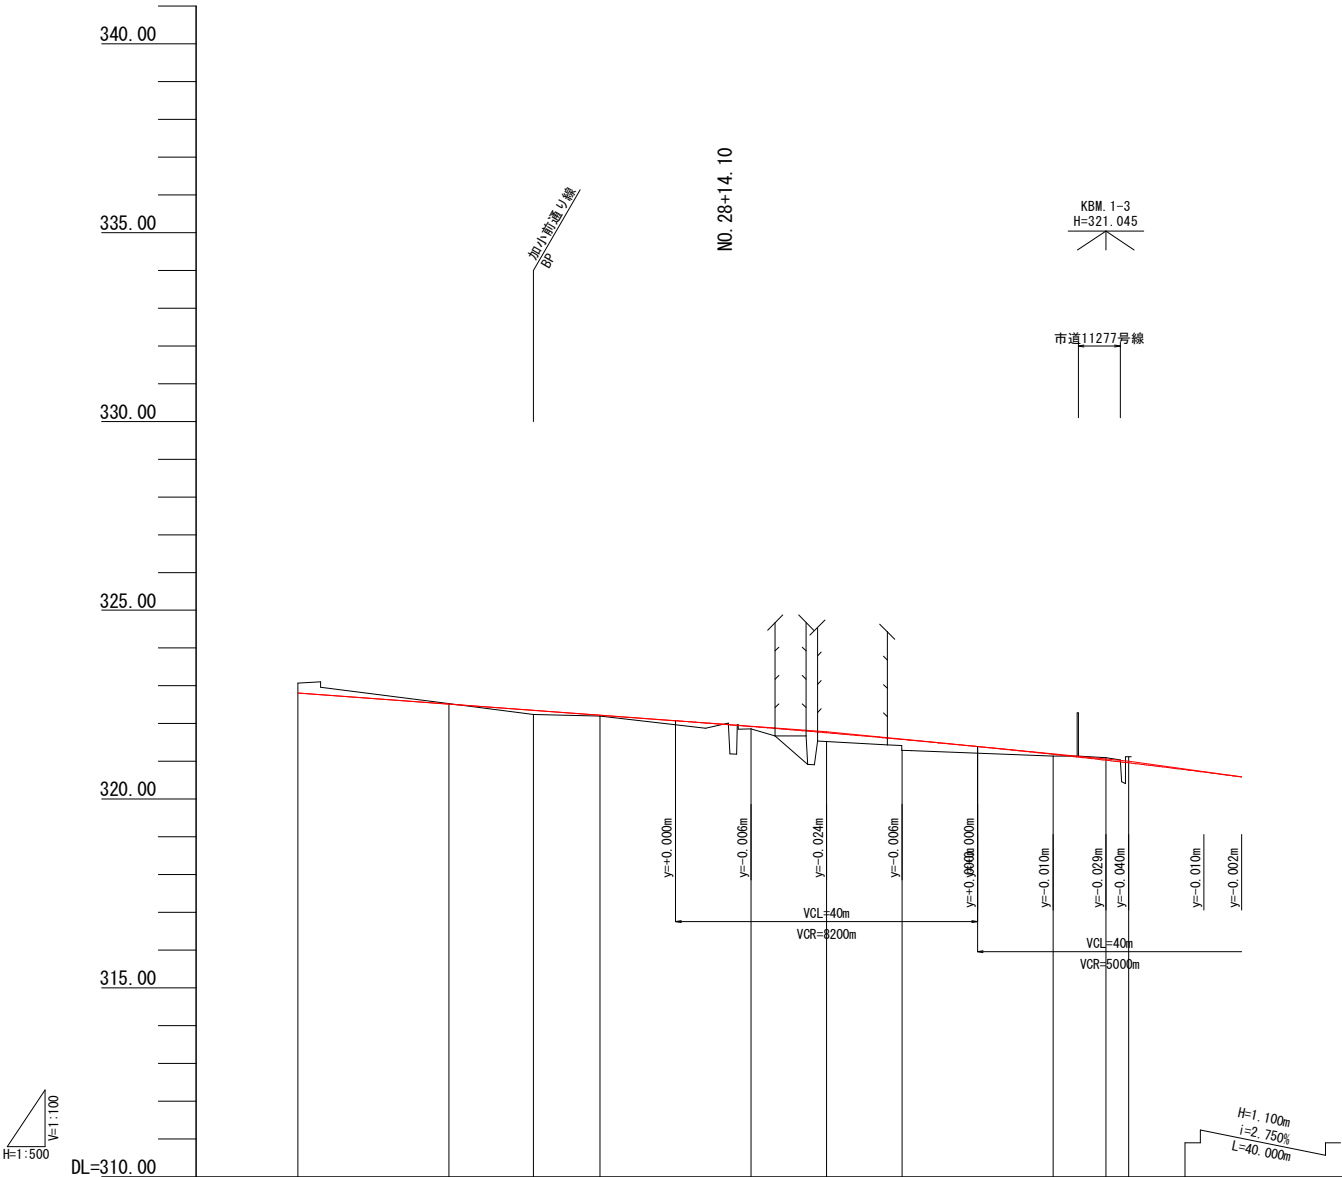 340.00
NO.28+14.10
加小前通り線
BP
KBM.1-3
H=321.045
335.00
市道11277号線
330.00
325.00
320.00
y=+0.000m
y=-0.006m
y=-0.024m
y=-0.006m
y=+0.000m
y=+0.000m
y=-0.010m
y=-0.029m
y=-0.040m
y=-0.010m
y=-0.002m
VCL=40m
VCR=8200m
VCL=40m
VCR=5000m
315.00
V=1:100
H=1:500
H=1.100m
i=2.750%
L=40.000m
DL=310.00